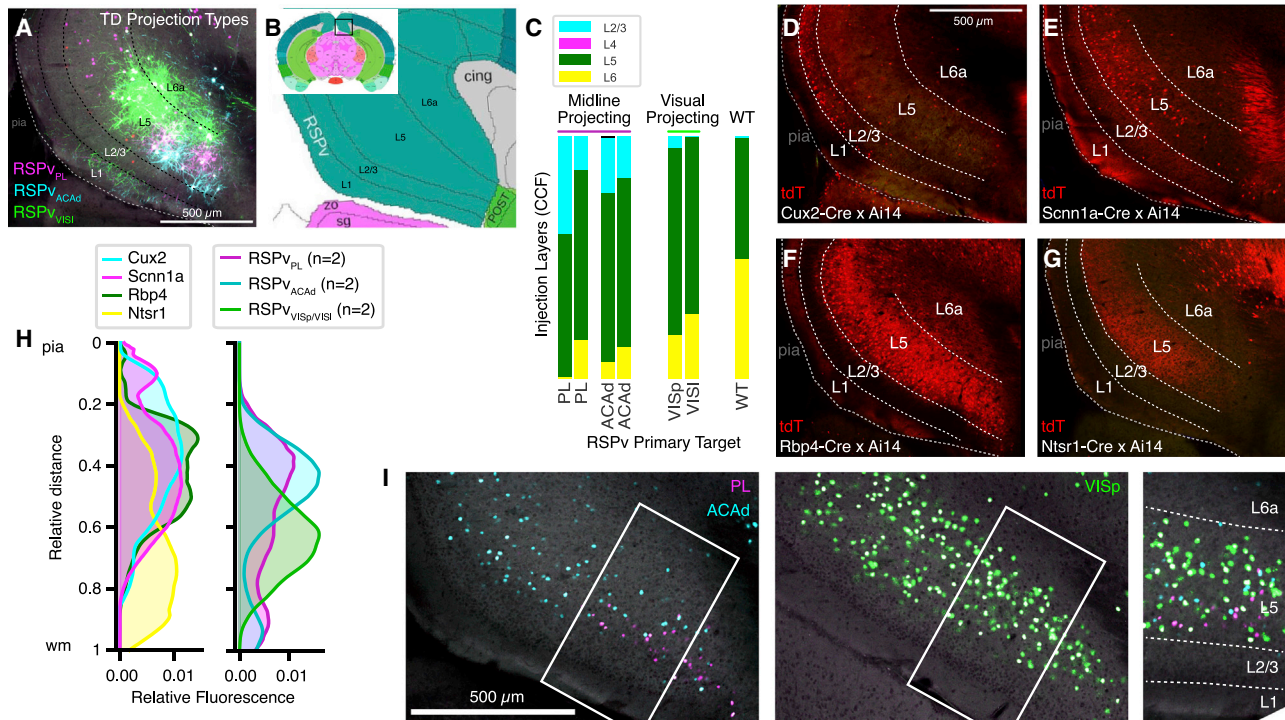 A
TD Projection Types
L6a
L5
L2/3
L1
pia
RSPvPL
RSPvACAd
RSPvVISl
500 µm
B
cing
L6a
L5
RSPv
L2/3
L1
zo
sg
POST
C
L2/3
L4
L5
L6
Midline Projecting
Visual Projecting
WT
Injection Layers (CCF)
PL
PL
ACAd
ACAd
VISp
VISl
WT
RSPv Primary Target
D
500 µm
L6a
L5
L2/3
L1
pia
tdT
Cux2-Cre x Ai14
E
L6a
L5
L2/3
L1
pia
tdT
Scnn1a-Cre x Ai14
F
L6a
L5
L2/3
L1
pia
tdT
Rbp4-Cre x Ai14
G
L6a
L5
L2/3
L1
pia
tdT
Ntsr1-Cre x Ai14
Cux2
Scnn1a
Rbp4
Ntsr1
RSPvPL (n=2)
RSPvACAd (n=2)
RSPvVISp/VISl (n=2)
H
pia
0
0.2
0.4
0.6
0.8
1
wm
Relative distance
0.00
0.01
0.00
0.01
Relative Fluorescence
I
PL
ACAd
500 µm
VISp
L6a
L5
L2/3
L1